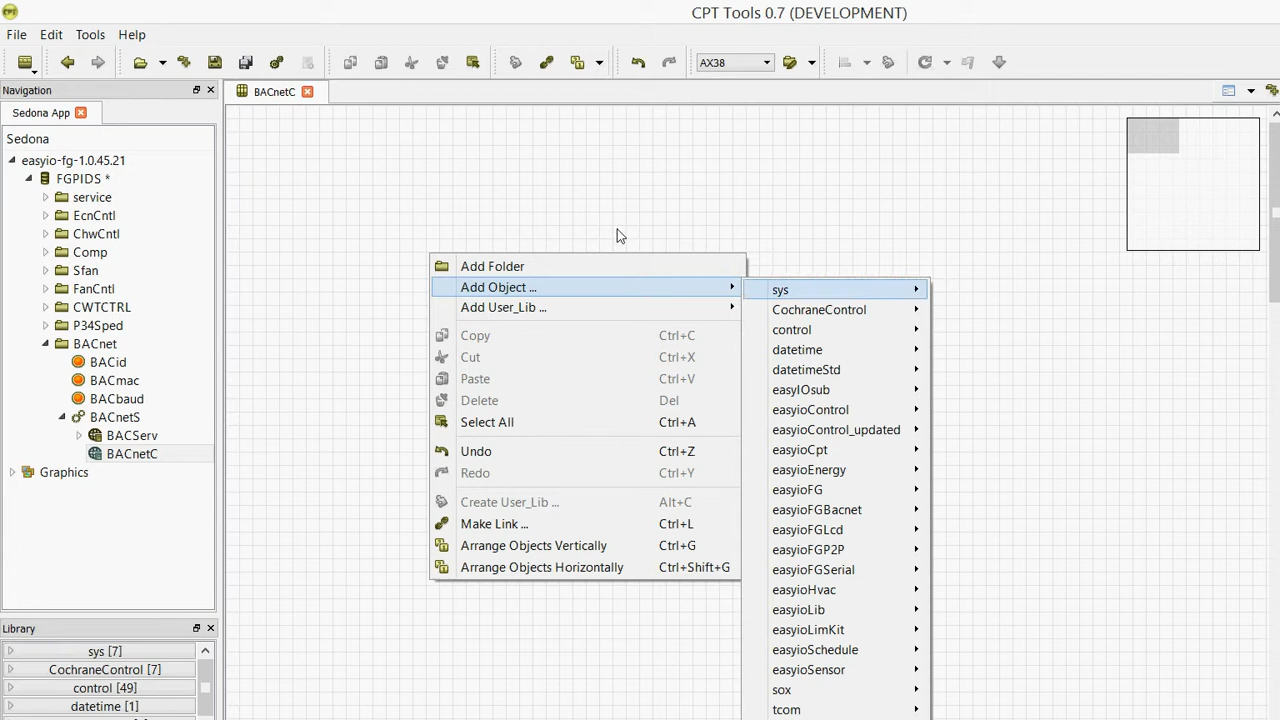 CPT Tools 0.7 (DEVELOPMENT)
File Edit Tools Help
AX38
Navigation
Sedona App
Sedona
easyio-fg-1.0.45.21
FGPIDS *
service
EcnCntl
ChwCntl
Comp
Sfan
FanCntl
CWTCTRL
P34Sped
BACnet
BACid
BACmac
BACbaud
BACnetS
BACServ
BACnetC
Graphics
Library
sys [7]
CochraneControl [7]
control [49]
datetime [1]
BACnetC
Add Folder
Add Object ...
Add User_Lib ...
Copy Ctrl+C
Cut Ctrl+X
Paste Ctrl+V
Delete Del
Select All Ctrl+A
Undo Ctrl+Z
Redo Ctrl+Y
Create User_Lib ... Alt+C
Make Link ... Ctrl+L
Arrange Objects Vertically Ctrl+G
Arrange Objects Horizontally Ctrl+Shift+G
sys
CochraneControl
control
datetime
datetimeStd
easyIOsub
easyioControl
easyioControl_updated
easyioCpt
easyioEnergy
easyioFG
easyioFGBacnet
easyioFGLcd
easyioFGP2P
easyioFGSerial
easyioHvac
easyioLib
easyioLimKit
easyioSchedule
easyioSensor
sox
tcom